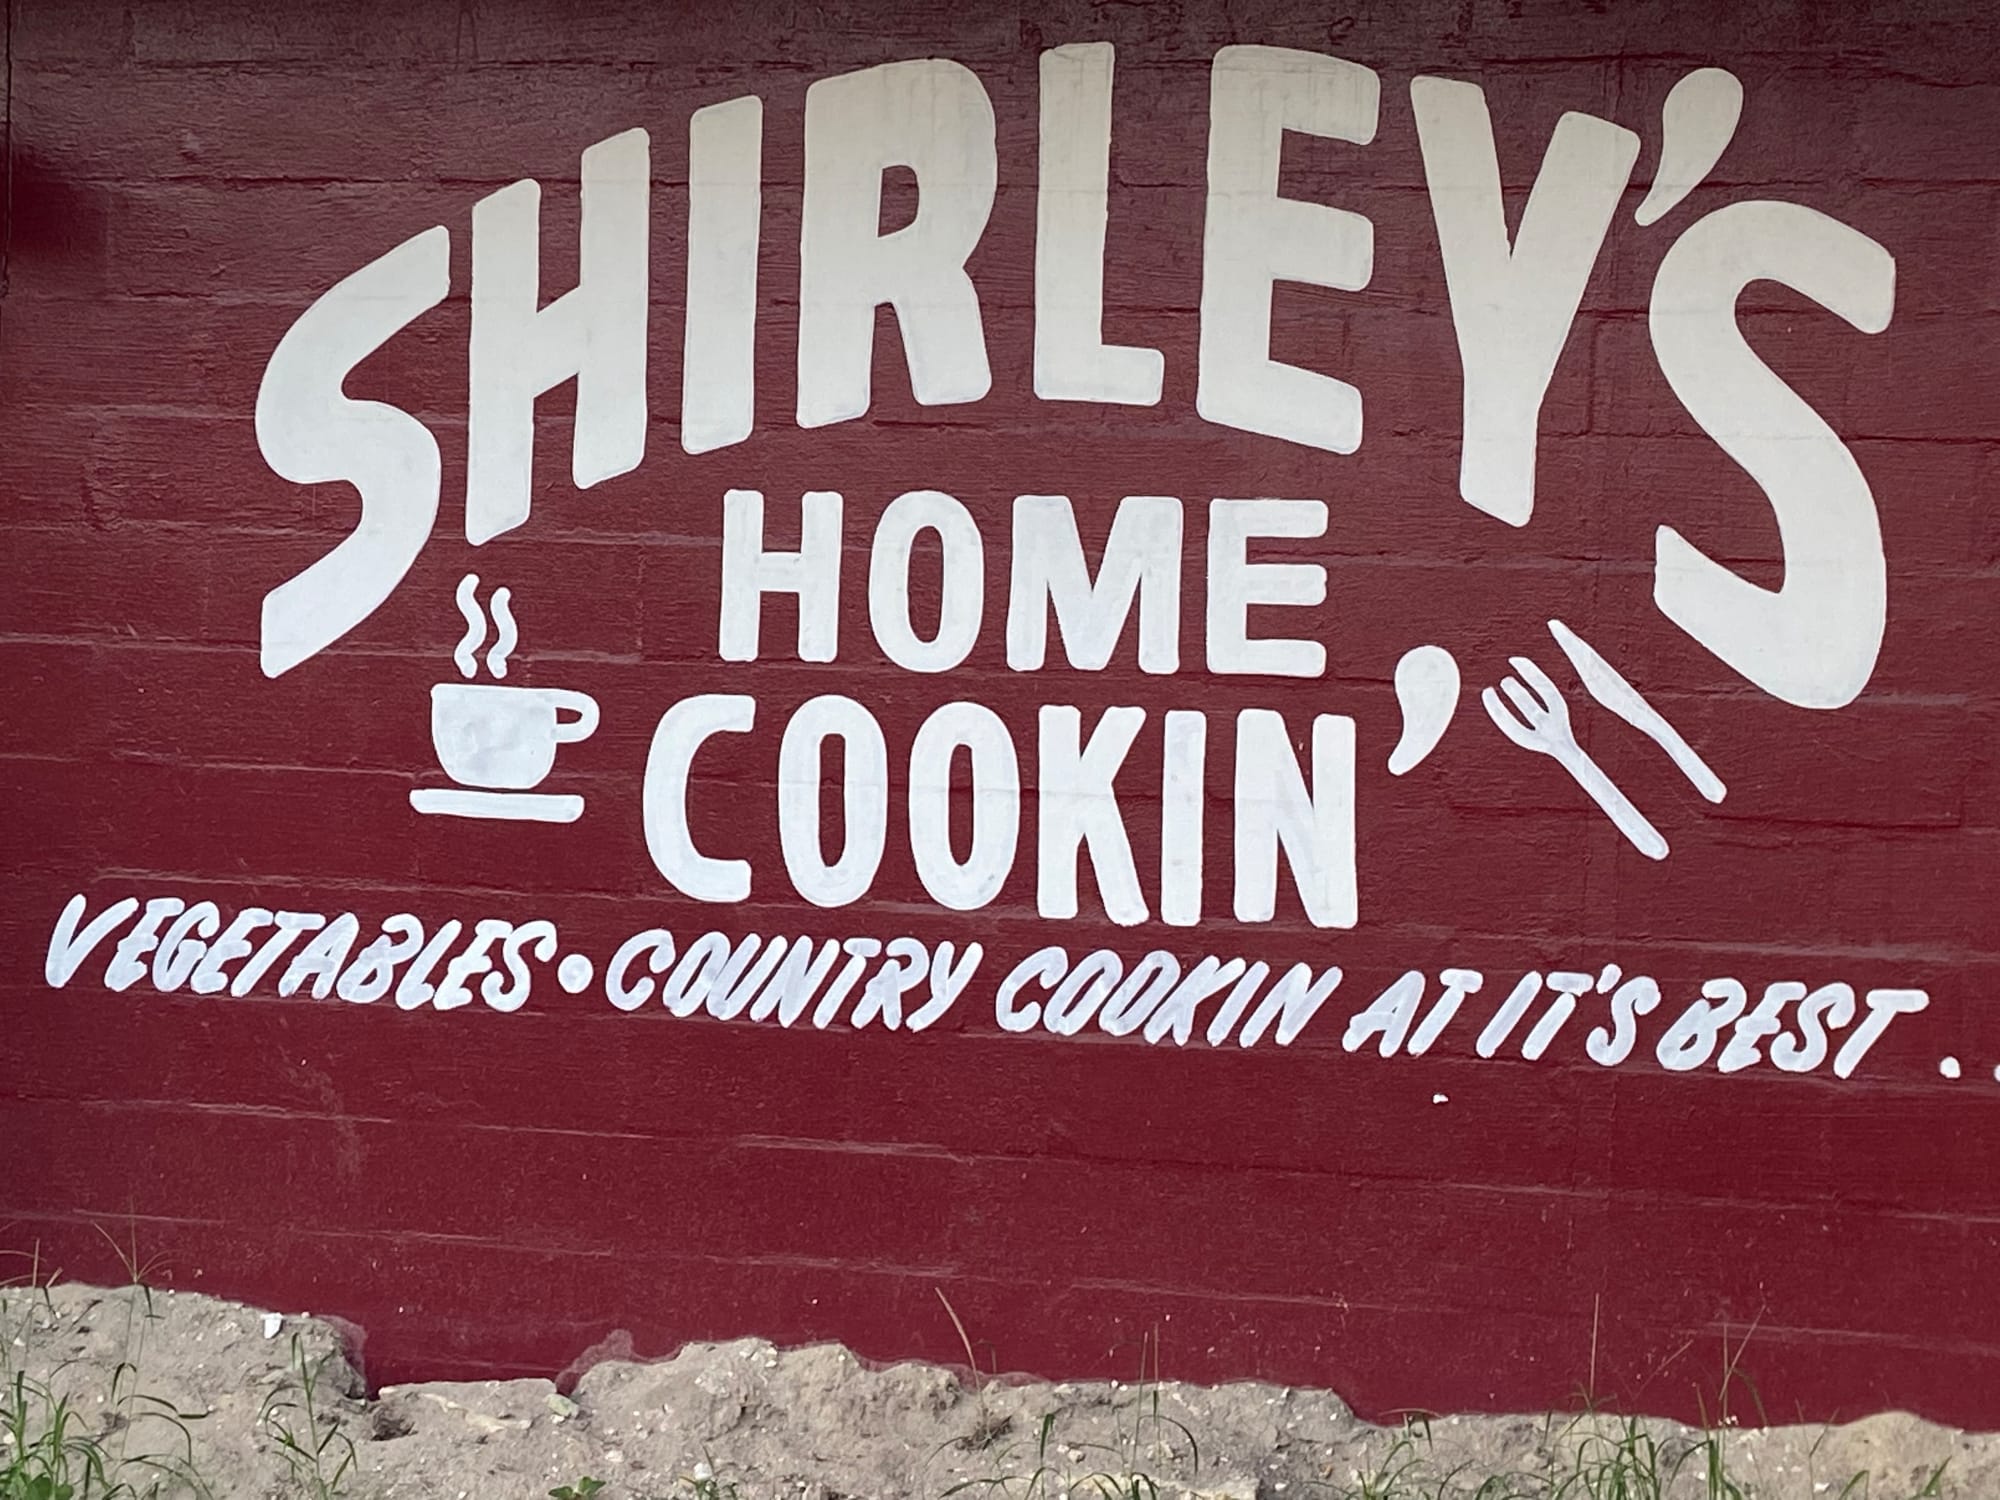 SHIRLEY'S
HOME
COOKIN'
VEGETABLES • COUNTRY COOKIN AT IT'S BEST ..